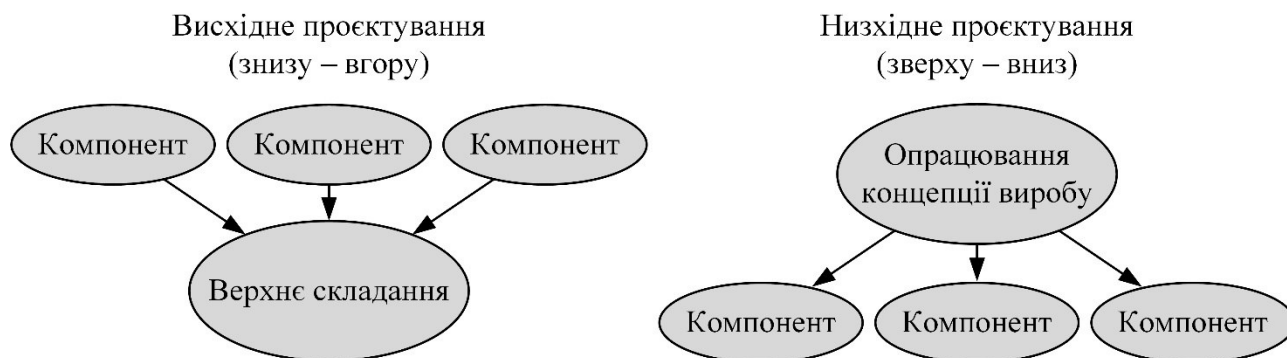 Висхідне проєктування
(знизу – вгору)
Компонент
Компонент
Компонент
Верхнє складання
Низхідне проєктування
(зверху – вниз)
Опрацювання
концепції виробу
Компонент
Компонент
Компонент